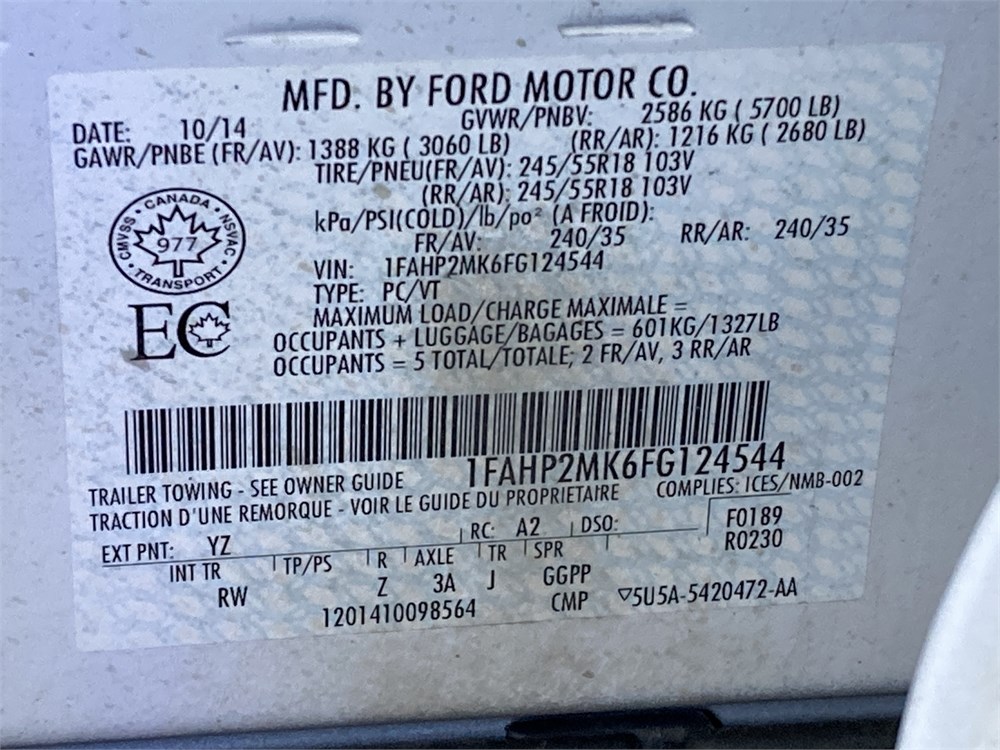 MFD. BY FORD MOTOR CO.
DATE: 10/14 GVWR/PNBV: 2586 KG ( 5700 LB)
GAWR/PNBE (FR/AV): 1388 KG ( 3060 LB) (RR/AR): 1216 KG ( 2680 LB)
TIRE/PNEU(FR/AV): 245/55R18 103V
(RR/AR): 245/55R18 103V
kPa/PSI(COLD)/lb/po² (A FROID):
FR/AV: 240/35 RR/AR: 240/35
CANADA
CMVSS 977 NSVAC
TRANSPORT
VIN: 1FAHP2MK6FG124544
TYPE: PC/VT
EC
MAXIMUM LOAD/CHARGE MAXIMALE =
OCCUPANTS + LUGGAGE/BAGAGES = 601KG/1327LB
OCCUPANTS = 5 TOTAL/TOTALE; 2 FR/AV, 3 RR/AR
1FAHP2MK6FG124544
TRAILER TOWING - SEE OWNER GUIDE COMPLIES: ICES/NMB-002
TRACTION D'UNE REMORQUE - VOIR LE GUIDE DU PROPRIETAIRE
EXT PNT: YZ RC: A2 DSO: F0189
R0230
INT TR TP/PS R AXLE TR SPR
RW Z 3A J GGPP
1201410098564 CMP ▽5U5A-5420472-AA